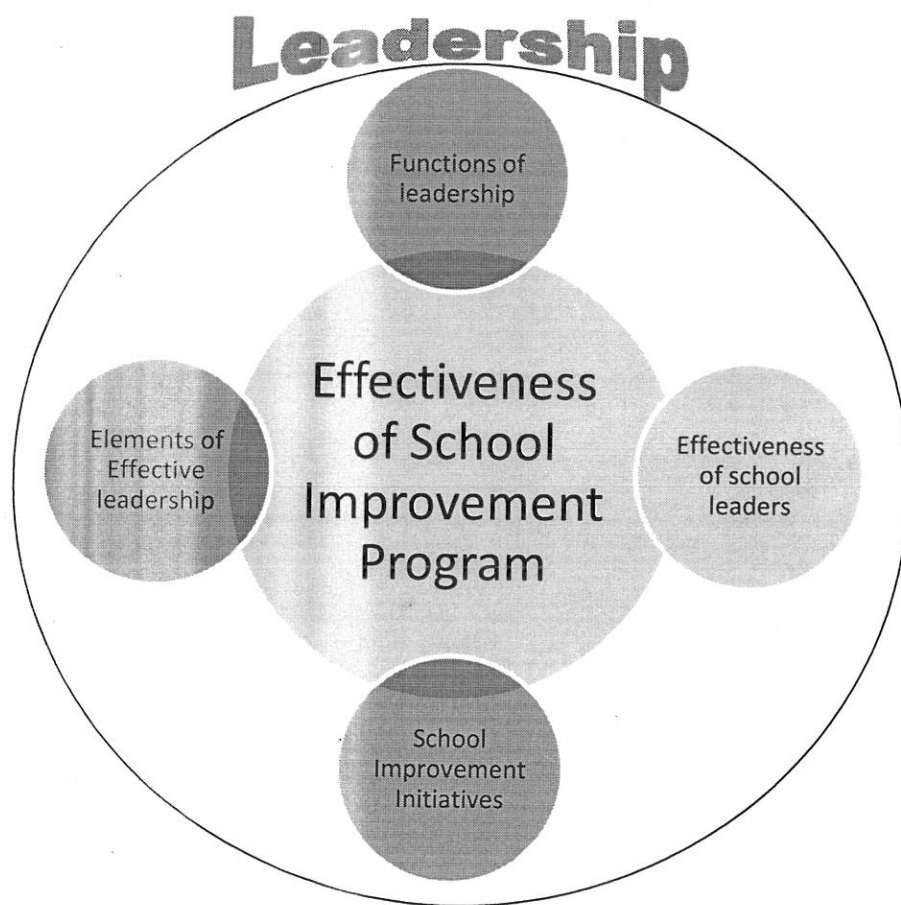 Leadership
Functions of
leadership
Elements of
Effective
leadership
Effectiveness
of School
Improvement
Program
Effectiveness
of school
leaders
School
Improvement
Initiatives